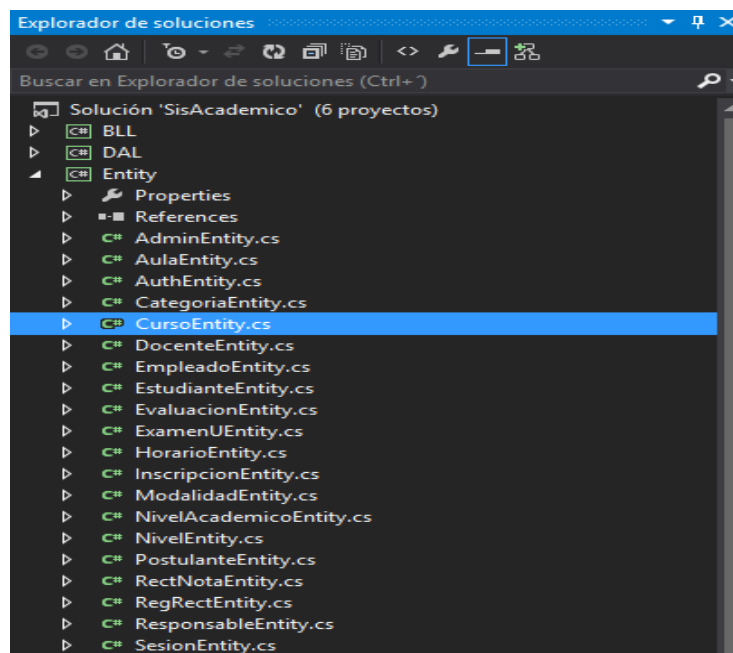 Explorador de soluciones
Buscar en Explorador de soluciones (Ctrl+´)
Solución 'SisAcademico' (6 proyectos)
C# BLL
C# DAL
C# Entity
Properties
References
C# AdminEntity.cs
C# AulaEntity.cs
C# AuthEntity.cs
C# CategoriaEntity.cs
C# CursoEntity.cs
C# DocenteEntity.cs
C# EmpleadoEntity.cs
C# EstudianteEntity.cs
C# EvaluacionEntity.cs
C# ExamenUEntity.cs
C# HorarioEntity.cs
C# InscripcionEntity.cs
C# ModalidadEntity.cs
C# NivelAcademicoEntity.cs
C# NivelEntity.cs
C# PostulanteEntity.cs
C# RectNotaEntity.cs
C# RegRectEntity.cs
C# ResponsableEntity.cs
C# SesionEntity.cs